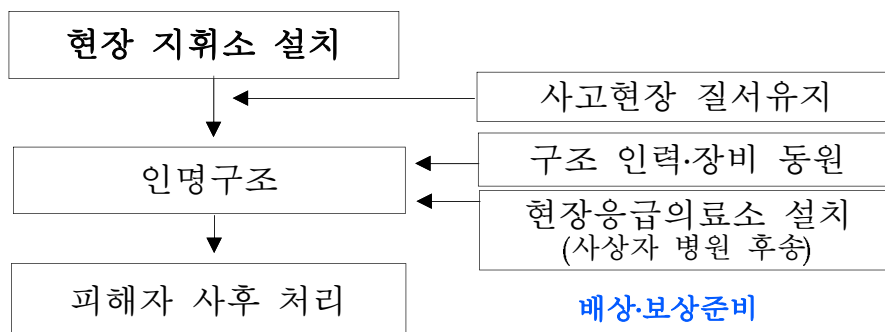 현장 지휘소 설치
사고현장 질서유지
구조 인력·장비 동원
인명구조
현장응급의료소 설치
(사상자 병원 후송)
피해자 사후 처리
배상·보상준비